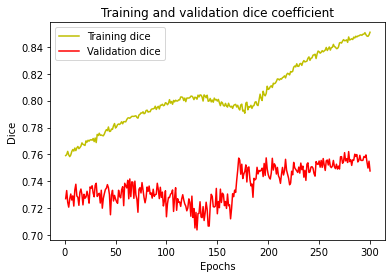 Training and validation dice coefficient
Training dice
Validation dice
Dice
0.84
0.82
0.80
0.78
0.76
0.74
0.72
0.70
0 50 100 150 200 250 300
Epochs